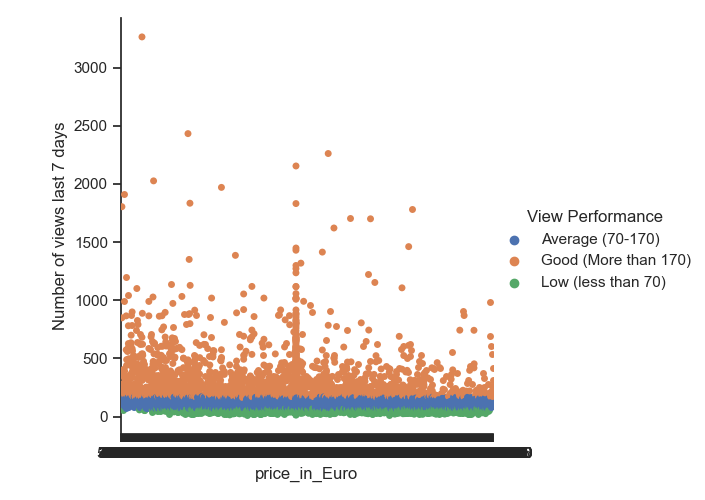 3000
2500
2000
1500
1000
500
0
Number of views last 7 days
price_in_Euro
View Performance
Average (70-170)
Good (More than 170)
Low (less than 70)